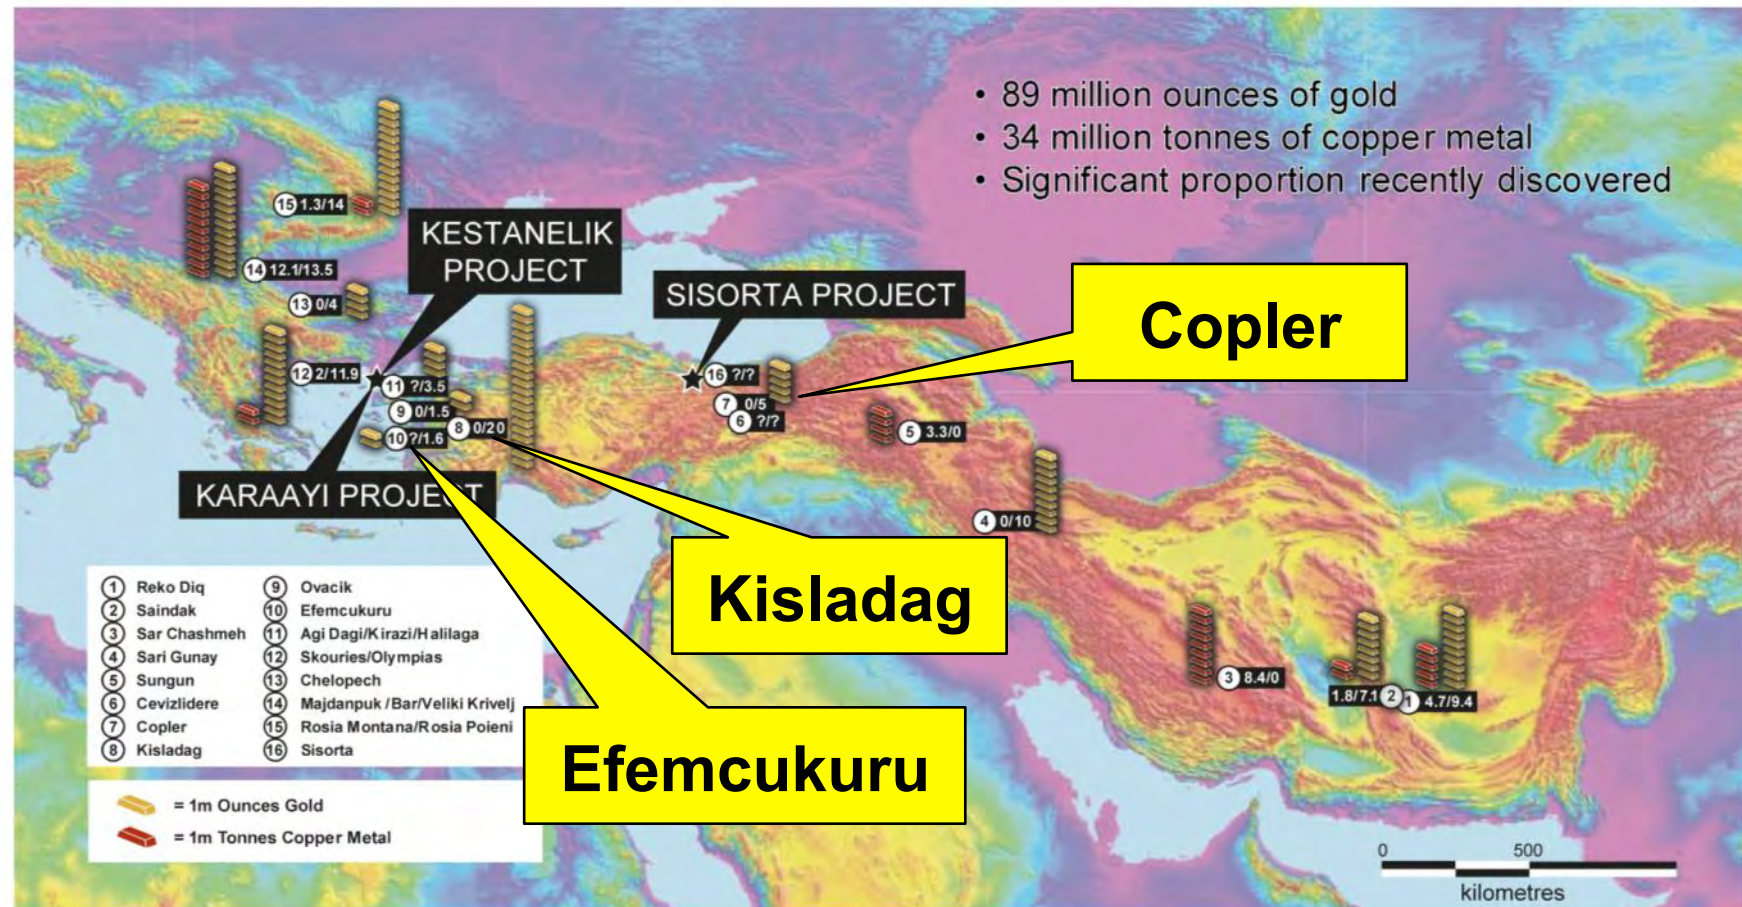 • 89 million ounces of gold
• 34 million tonnes of copper metal
• Significant proportion recently discovered
15 1.3/14
KESTANELIK
PROJECT
14 12.1/13.5
13 0/4
SISORTA PROJECT
Copler
12 2/11.9
11 ?/3.5
16 ?/?
9 0/1.5
7 0/5
8 0/20
6 ?/?
10 ?/1.6
5 3.3/0
KARAAYI PROJECT
4 0/10
Kisladag
Efemcukuru
3 8.4/0
1.8/7.1 2
1 4.7/9.4
1 Reko Diq
2 Saindak
3 Sar Chashmeh
4 Sari Gunay
5 Sungun
6 Cevizlidere
7 Copler
8 Kisladag
9 Ovacik
10 Efemcukuru
11 Agi Dagi/Kirazi/Halilaga
12 Skouries/Olympias
13 Chelopech
14 Majdanpuk /Bar/Veliki Krivelj
15 Rosia Montana/Rosia Poieni
16 Sisorta
= 1m Ounces Gold
= 1m Tonnes Copper Metal
0 500
kilometres